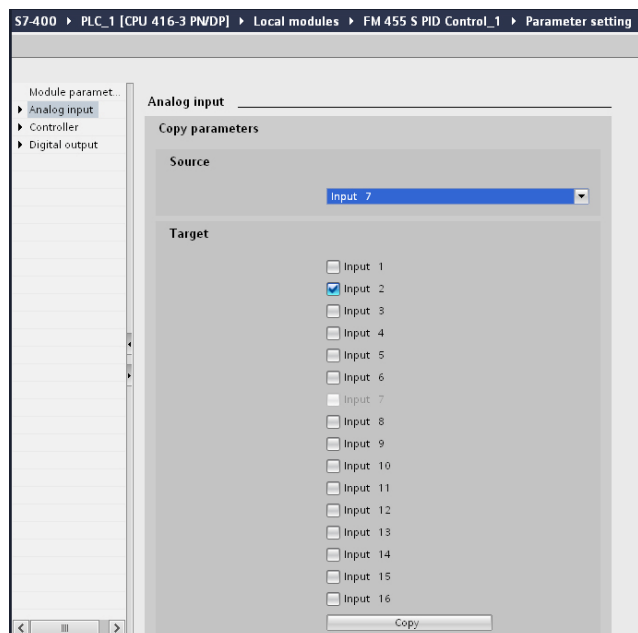 S7-400 ▸ PLC_1 [CPU 416-3 PN/DP] ▸ Local modules ▸ FM 455 S PID Control_1 ▸ Parameter setting
Module paramet...
Analog input
Controller
Digital output
Analog input
Copy parameters
Source
Input 7
Target
Input 1
Input 2
Input 3
Input 4
Input 5
Input 6
Input 7
Input 8
Input 9
Input 10
Input 11
Input 12
Input 13
Input 14
Input 15
Input 16
Copy